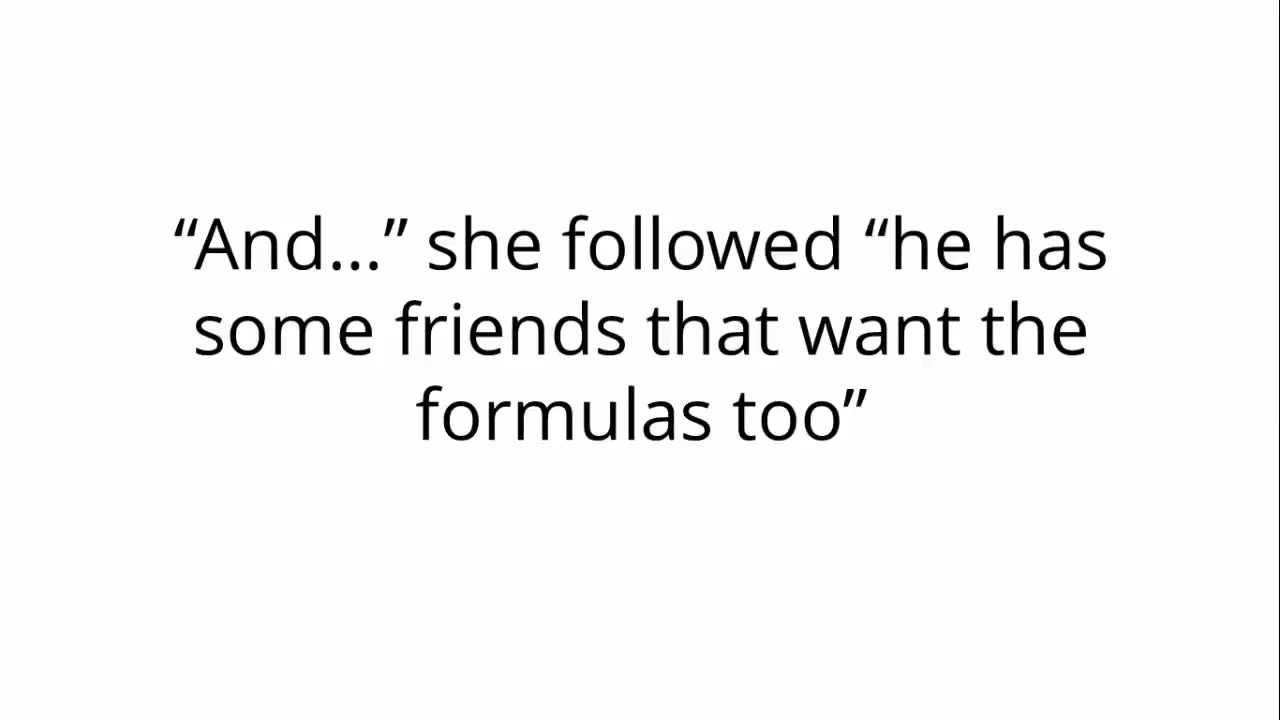 “And...” she followed “he has
some friends that want the
formulas too”